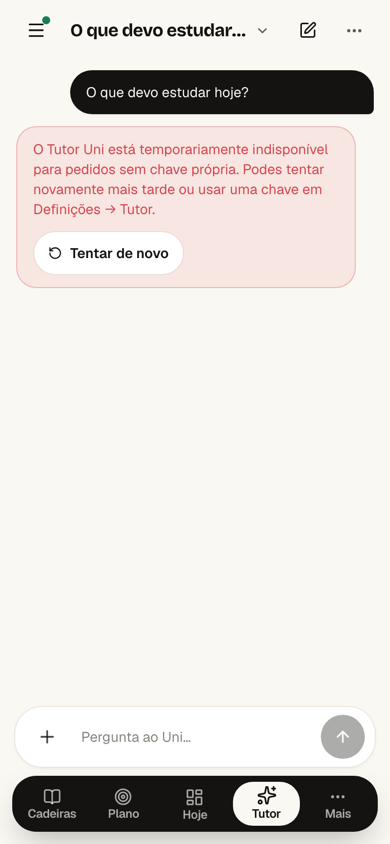 O que devo estudar...
O que devo estudar hoje?
O Tutor Uni está temporariamente indisponível
para pedidos sem chave própria. Podes tentar
novamente mais tarde ou usar uma chave em
Definições → Tutor.
Tentar de novo
Pergunta ao Uni...
Cadeiras
Plano
Hoje
Tutor
Mais